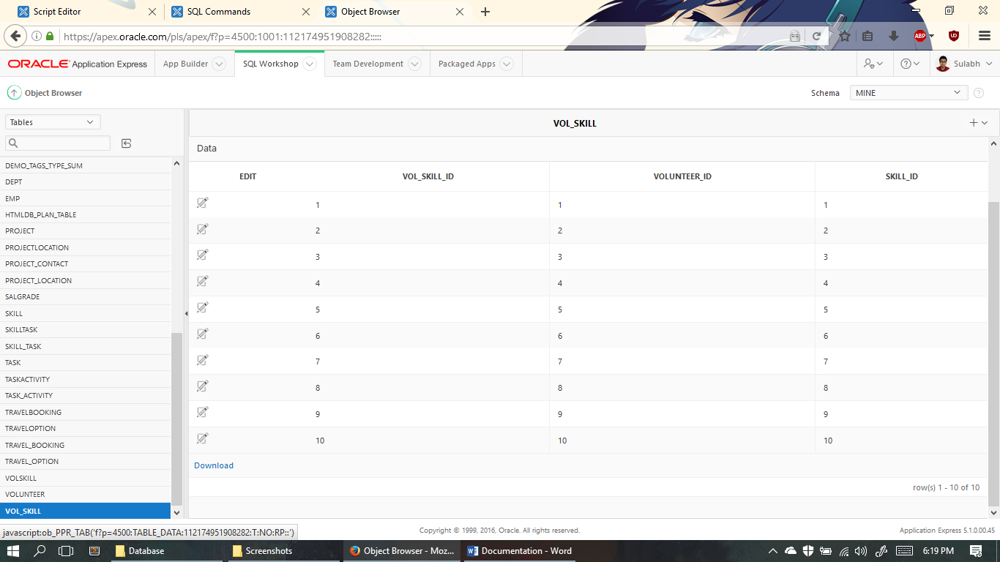 Script Editor
SQL Commands
Object Browser
https://apex.oracle.com/pls/apex/f?p=4500:1001:112174951908282:::::
ABP
ORACLE® Application Express
App Builder
SQL Workshop
Team Development
Packaged Apps
Sulabh
Object Browser
Schema
MINE
Tables
VOL_SKILL
Data
DEMO_TAGS_TYPE_SUM
DEPT
EMP
HTMLDB_PLAN_TABLE
PROJECT
PROJECTLOCATION
PROJECT_CONTACT
PROJECT_LOCATION
SALGRADE
SKILL
SKILLTASK
SKILL_TASK
TASK
TASKACTIVITY
TASK_ACTIVITY
TRAVELBOOKING
TRAVELOPTION
TRAVEL_BOOKING
TRAVEL_OPTION
VOLSKILL
VOLUNTEER
VOL_SKILL
EDIT VOL_SKILL_ID VOLUNTEER_ID SKILL_ID
1 1 1
2 2 2
3 3 3
4 4 4
5 5 5
6 6 6
7 7 7
8 8 8
9 9 9
10 10 10
Download
row(s) 1 - 10 of 10
javascript:ob_PPR_TAB('f?p=4500:TABLE_DATA:112174951908282:T:NO:RP::')
Copyright © 1999, 2016, Oracle. All rights reserved.
Application Express 5.1.0.00.45
Database
Screenshots
Object Browser - Moz...
Documentation - Word
6:19 PM